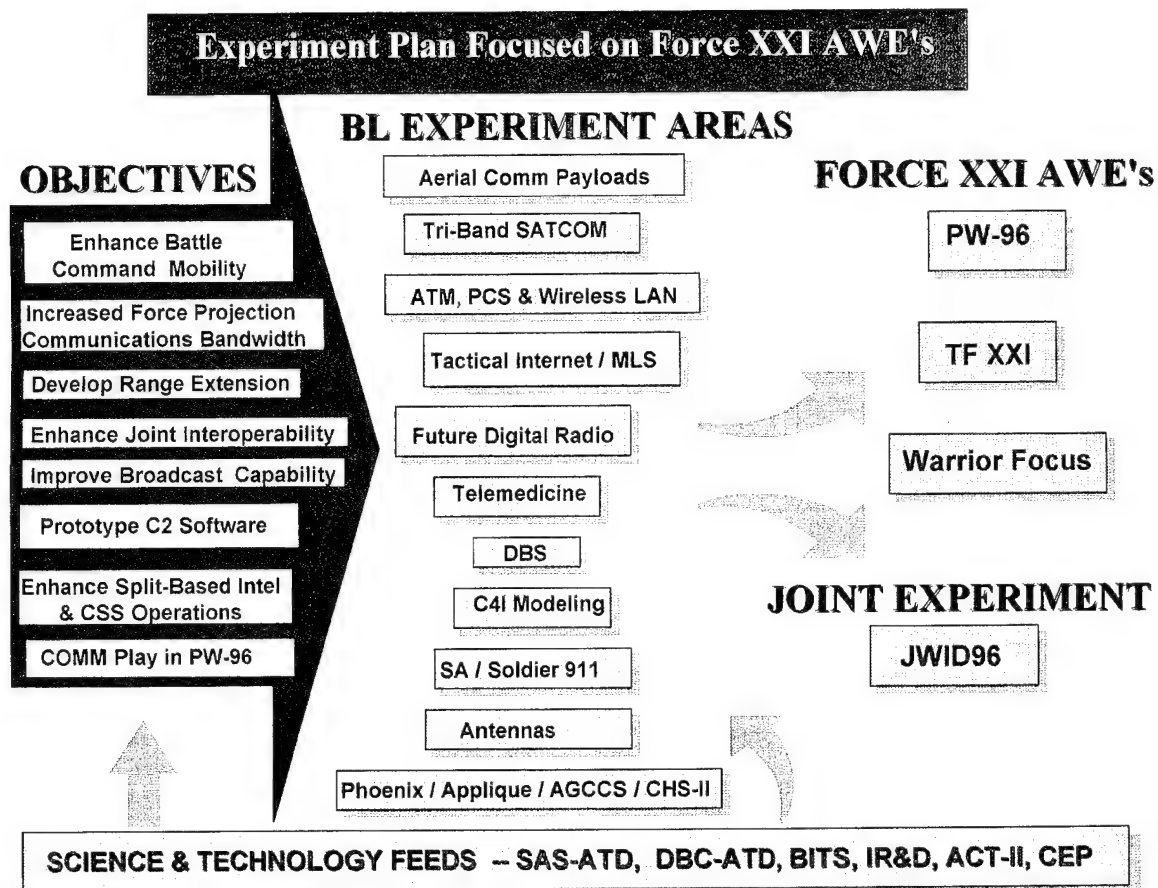 Experiment Plan Focused on Force XXI AWE's
OBJECTIVES
Enhance Battle
Command Mobility
Increased Force Projection
Communications Bandwidth
Develop Range Extension
Enhance Joint Interoperability
Improve Broadcast Capability
Prototype C2 Software
Enhance Split-Based Intel
& CSS Operations
COMM Play in PW-96
BL EXPERIMENT AREAS
Aerial Comm Payloads
Tri-Band SATCOM
ATM, PCS & Wireless LAN
Tactical Internet / MLS
Future Digital Radio
Telemedicine
DBS
C4I Modeling
SA / Soldier 911
Antennas
Phoenix / Applique / AGCCS / CHS-II
FORCE XXI AWE's
PW-96
TF XXI
Warrior Focus
JOINT EXPERIMENT
JWID96
SCIENCE & TECHNOLOGY FEEDS – SAS-ATD, DBC-ATD, BITS, IR&D, ACT-II, CEP